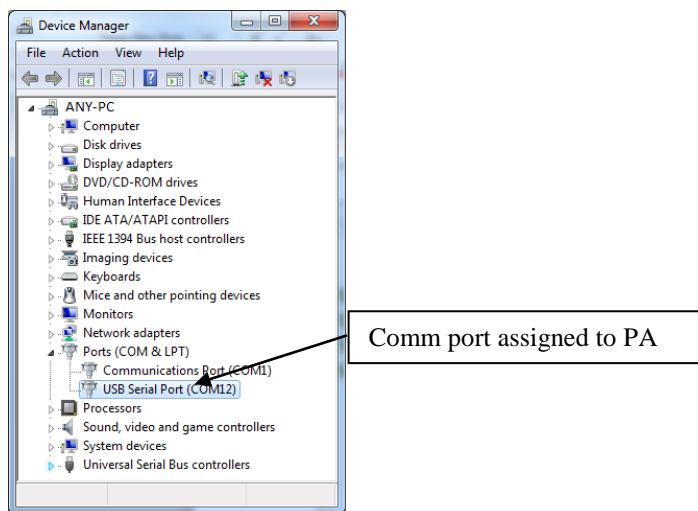 Device Manager
File Action View Help
ANY-PC
Computer
Disk drives
Display adapters
DVD/CD-ROM drives
Human Interface Devices
IDE ATA/ATAPI controllers
IEEE 1394 Bus host controllers
Imaging devices
Keyboards
Mice and other pointing devices
Monitors
Network adapters
Ports (COM & LPT)
Communications Port (COM1)
USB Serial Port (COM12)
Processors
Sound, video and game controllers
System devices
Universal Serial Bus controllers
Comm port assigned to PA